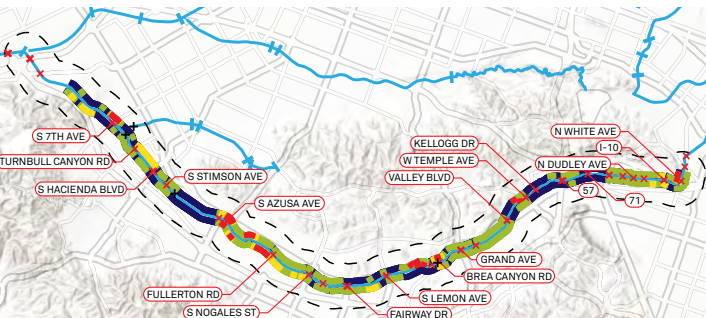 S 7TH AVE
TURNBULL CANYON RD
S HACIENDA BLVD
S STIMSON AVE
S AZUSA AVE
FULLERTON RD
S NOGALES ST
FAIRWAY DR
S LEMON AVE
BREA CANYON RD
GRAND AVE
VALLEY BLVD
W TEMPLE AVE
KELLOGG DR
N WHITE AVE
I-10
N DUDLEY AVE
57
71